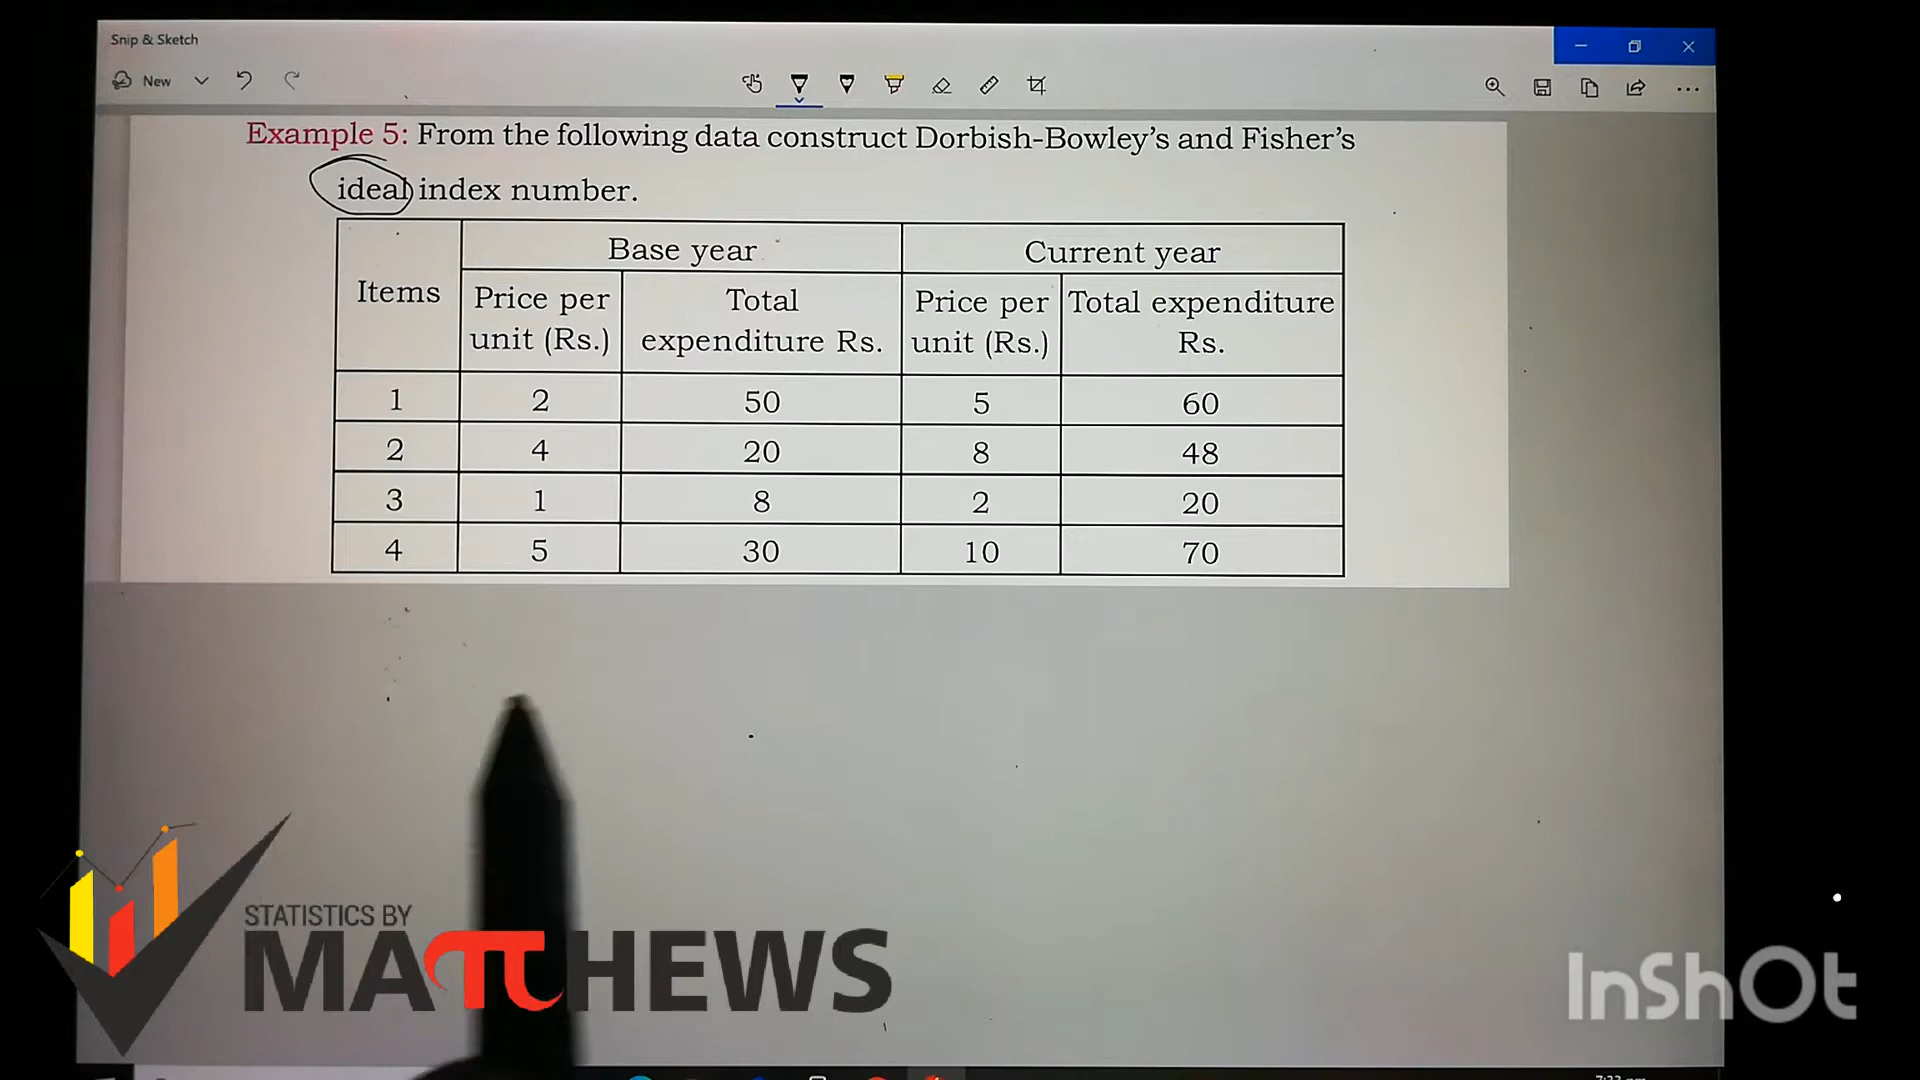 Snip & Sketch
New
Example 5: From the following data construct Dorbish-Bowley's and Fisher's
ideal index number.
Items
Base year
Current year
Price per
unit (Rs.)
Total
expenditure Rs.
Price per
unit (Rs.)
Total expenditure
Rs.
1 2 50 5 60
2 4 20 8 48
3 1 8 2 20
4 5 30 10 70
STATISTICS BY
MATTHEWS
InShOt